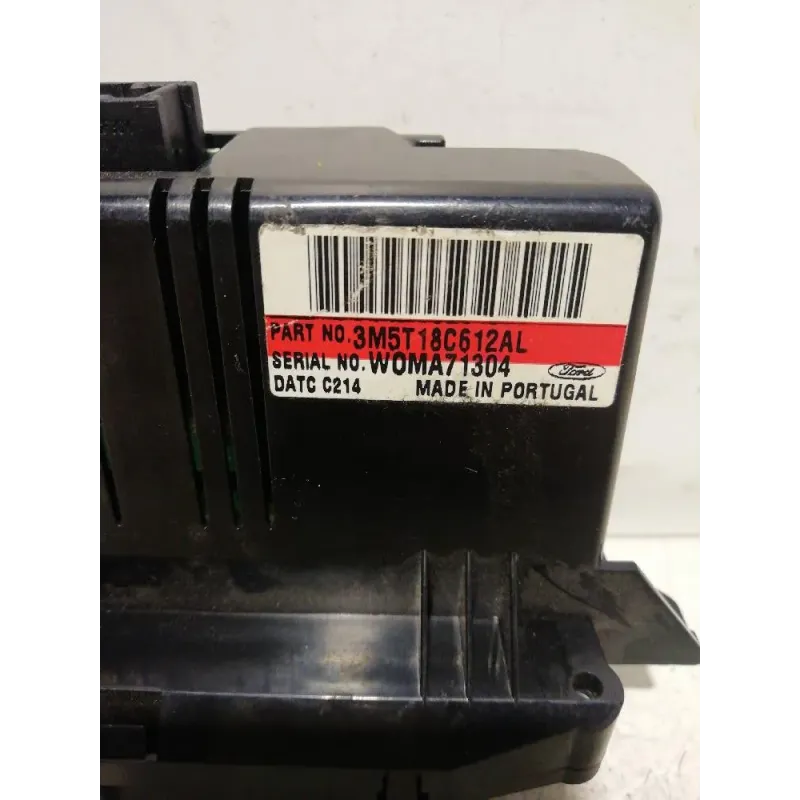 PART NO. 3M5T18C612AL
SERIAL NO. WOMA71304
DATC C214 MADE IN PORTUGAL
Ford